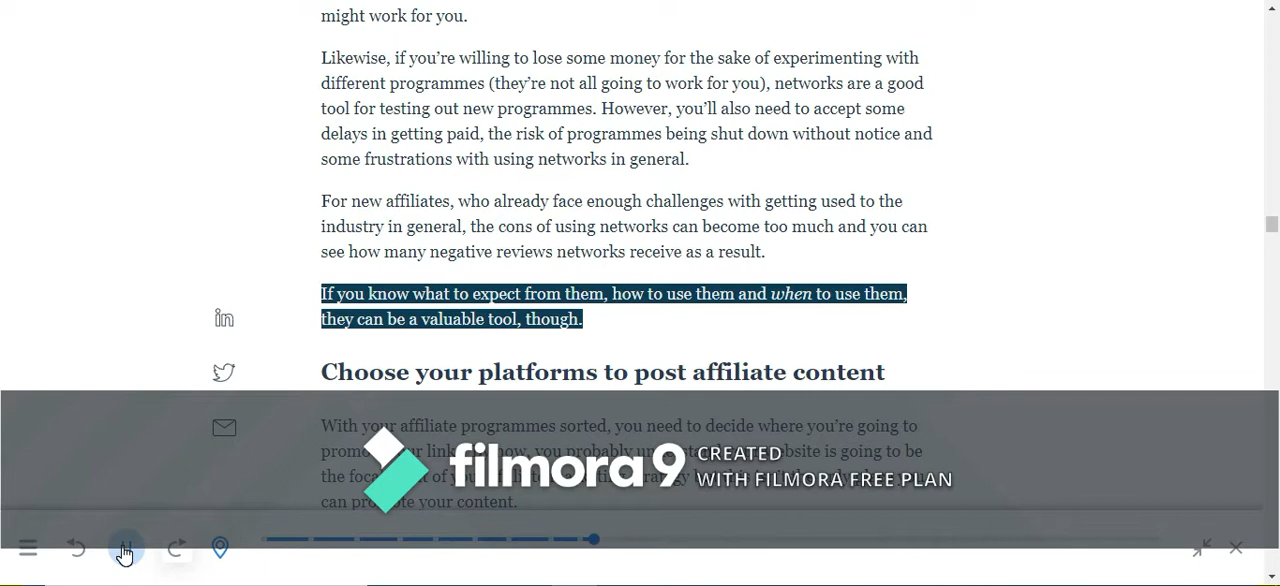 might work for you.
Likewise, if you’re willing to lose some money for the sake of experimenting with
different programmes (they’re not all going to work for you), networks are a good
tool for testing out new programmes. However, you’ll also need to accept some
delays in getting paid, the risk of programmes being shut down without notice and
some frustrations with using networks in general.
For new affiliates, who already face enough challenges with getting used to the
industry in general, the cons of using networks can become too much and you can
see how many negative reviews networks receive as a result.
If you know what to expect from them, how to use them and when to use them,
they can be a valuable tool, though.
Choose your platforms to post affiliate content
With your affiliate programmes sorted, you need to decide where you’re going to
filmora9 CREATED
WITH FILMORA FREE PLAN
can promote your content.